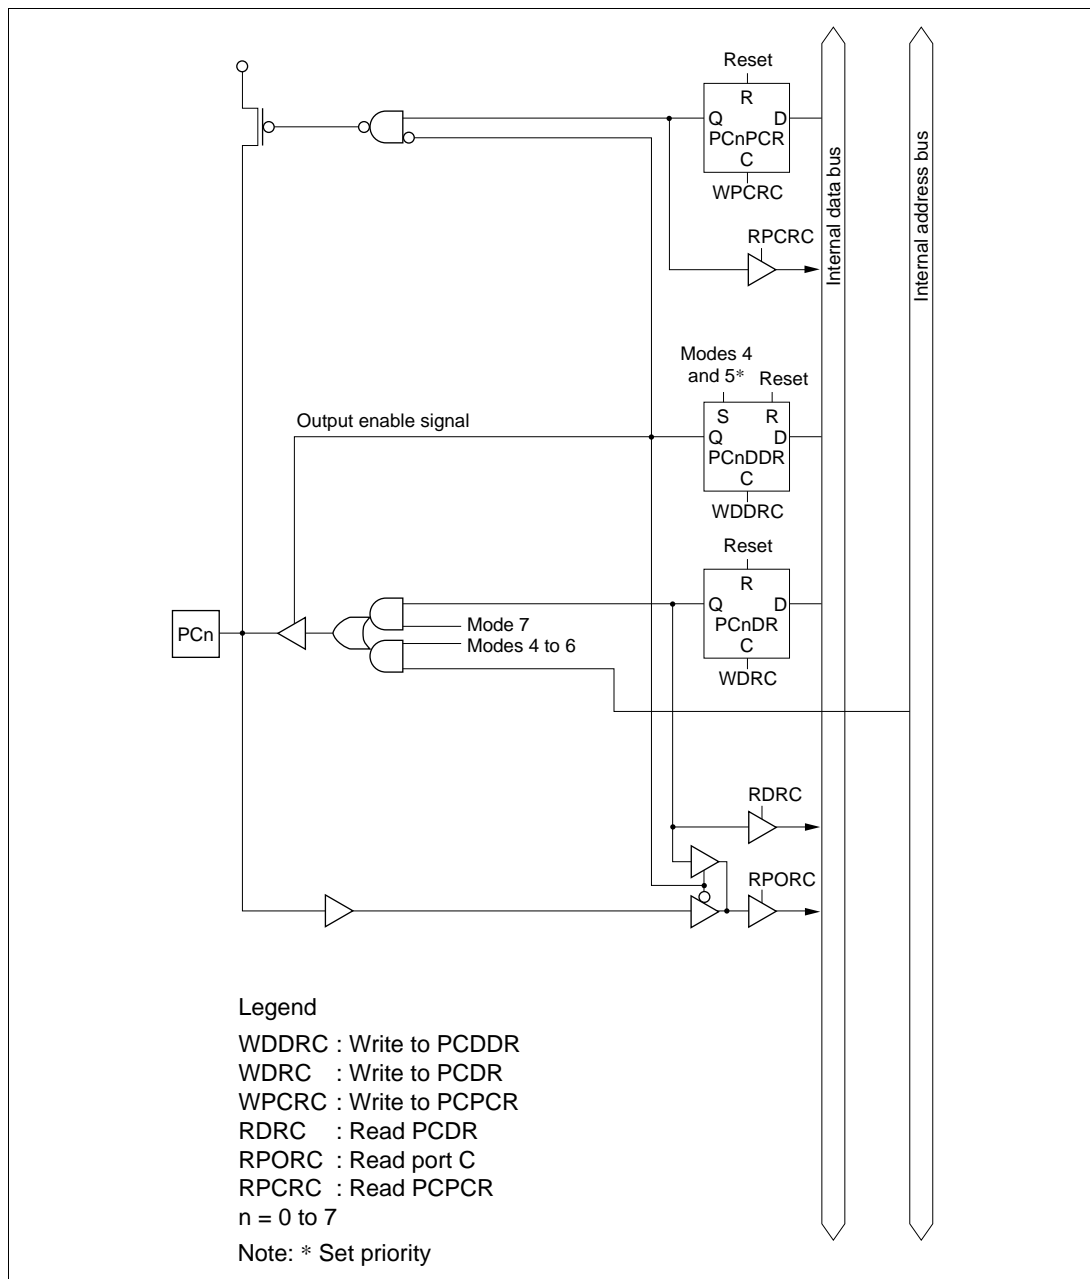 Reset
R
Q D
PCnPCR
C
WPCRC
RPCRC
Internal data bus
Internal address bus
Modes 4
and 5* Reset
S R
Output enable signal
Q D
PCnDDR
C
WDDRC
Reset
R
Q D
Mode 7
PCnDR
PCn
Modes 4 to 6
C
WDRC
RDRC
RPORC
Legend
WDDRC : Write to PCDDR
WDRC : Write to PCDR
WPCRC : Write to PCPCR
RDRC : Read PCDR
RPORC : Read port C
RPCRC : Read PCPCR
n = 0 to 7
Note: * Set priority